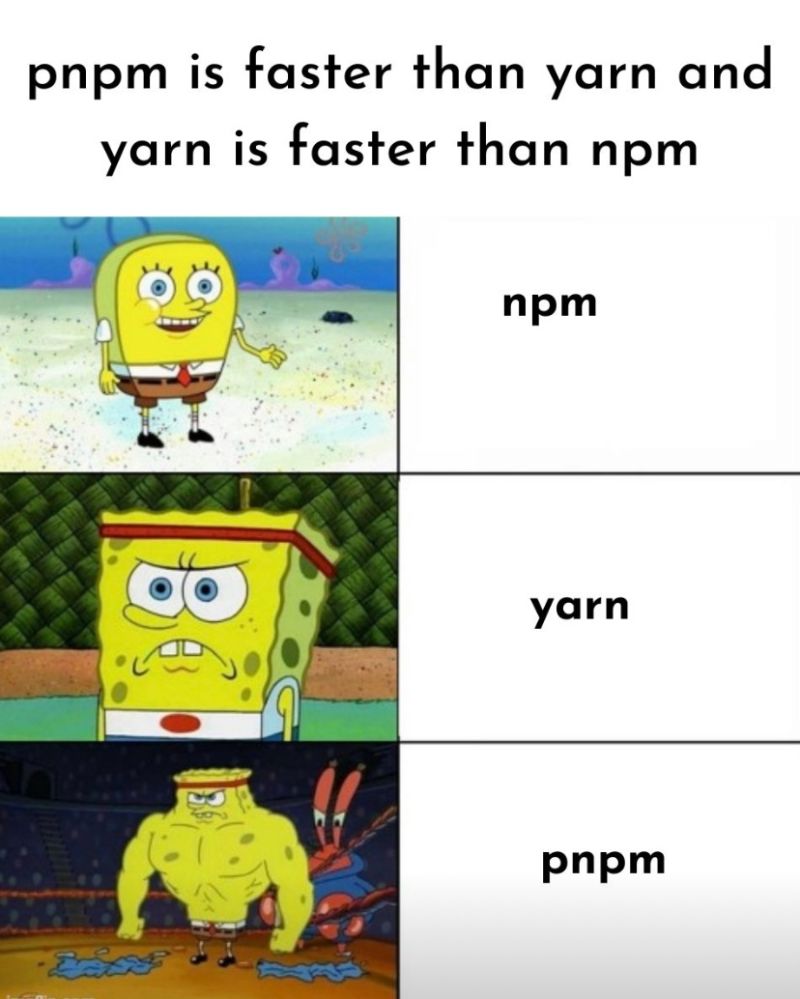 pnpm is faster than yarn and
yarn is faster than npm
npm
yarn
pnpm